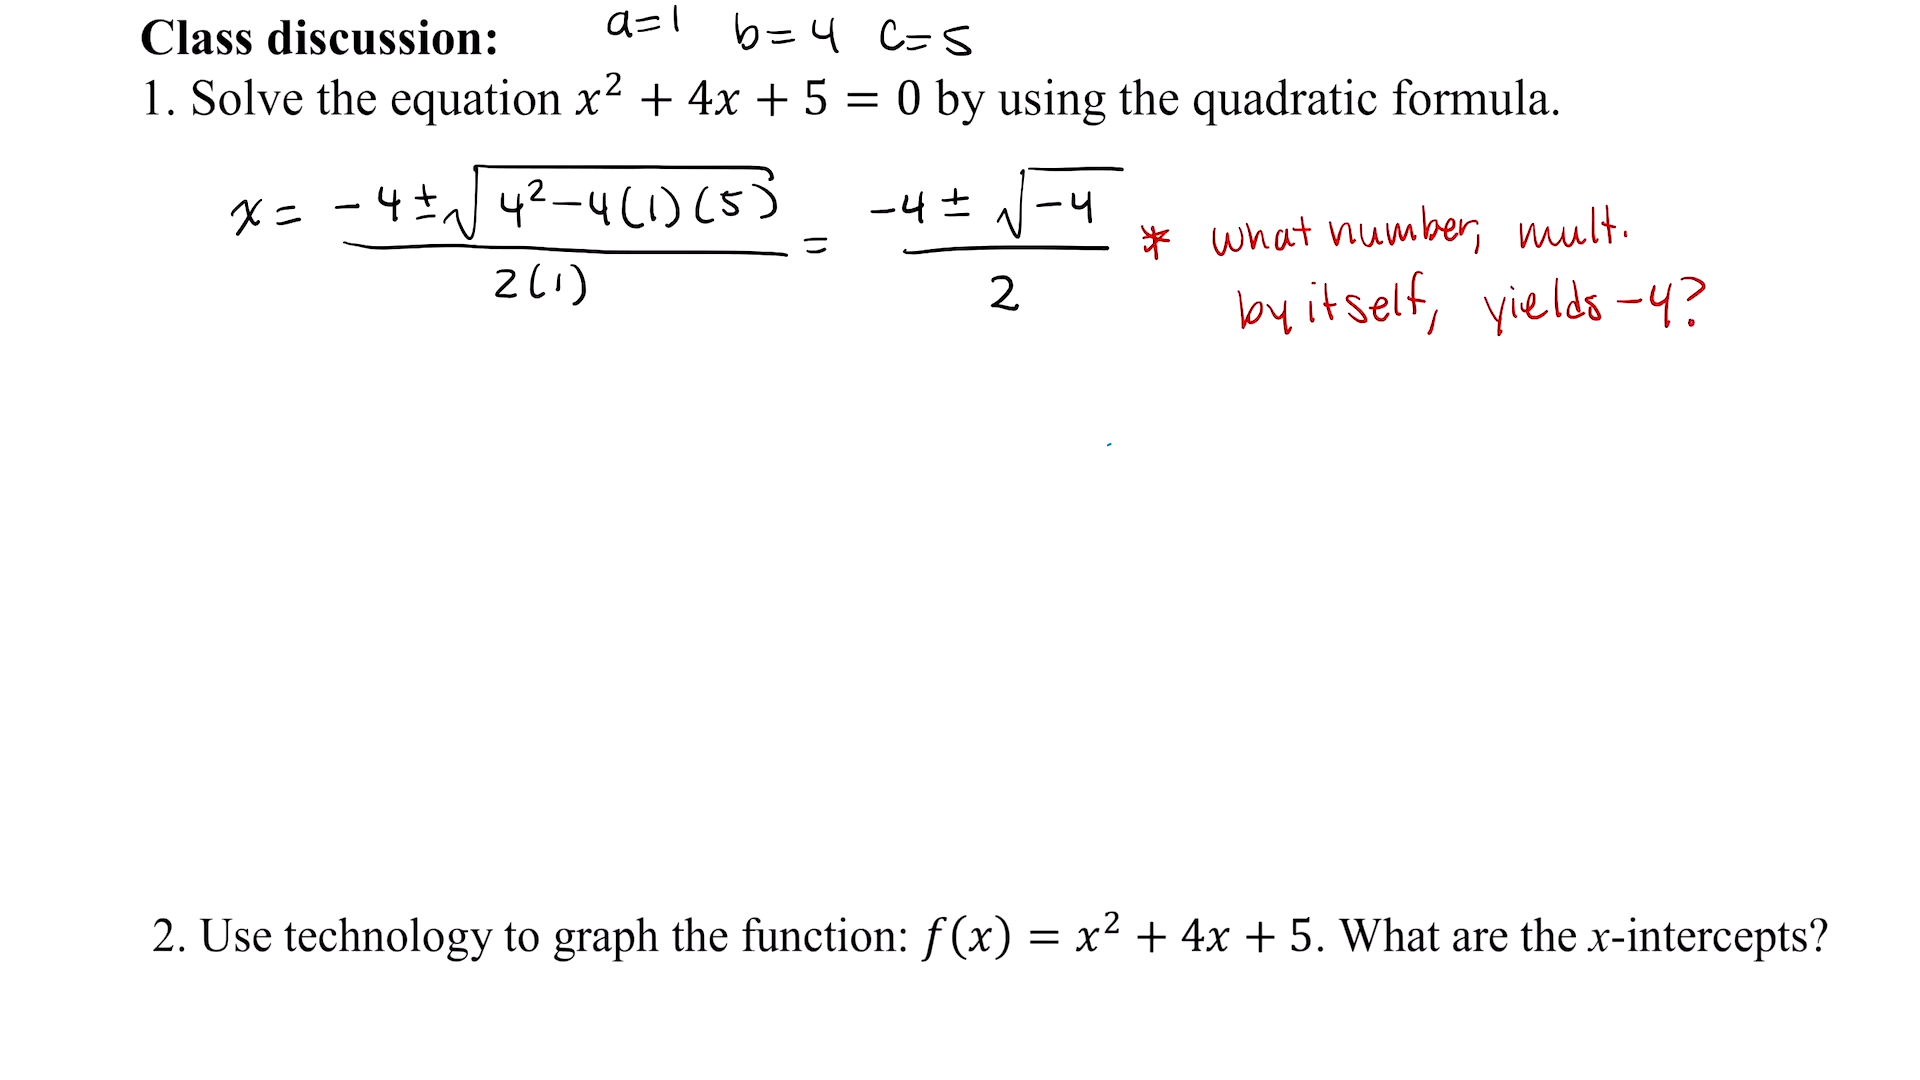 Class discussion: a=1 b=4 c=5
1. Solve the equation x² + 4x + 5 = 0 by using the quadratic formula.
x = (-4 ± √(4²-4(1)(5)))/(2(1)) = (-4 ± √(-4))/2 * what number, mult.
by itself, yields -4?
2. Use technology to graph the function: f(x) = x² + 4x + 5. What are the x-intercepts?